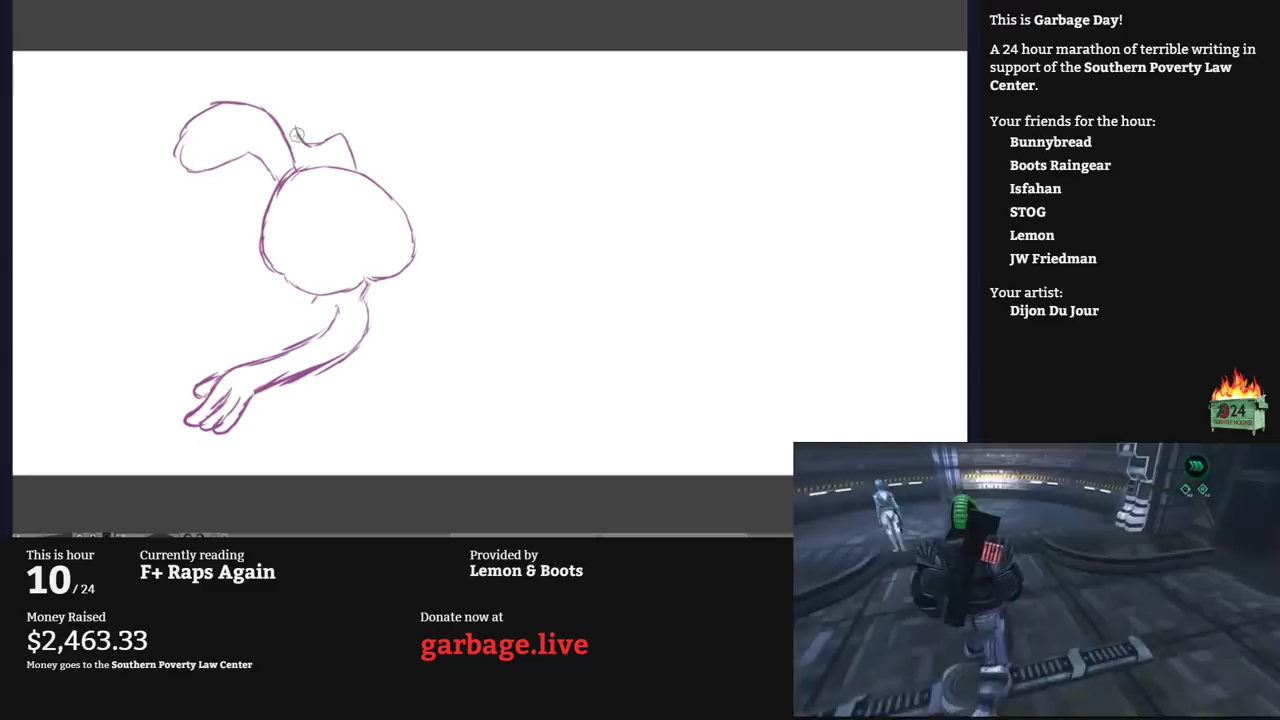 This is Garbage Day!
A 24 hour marathon of terrible writing in
support of the Southern Poverty Law
Center.
Your friends for the hour:
Bunnybread
Boots Raingear
Isfahan
STOG
Lemon
JW Friedman
Your artist:
Dijon Du Jour
This is hour
10 / 24
Currently reading
F+ Raps Again
Provided by
Lemon & Boots
Money Raised
$2,463.33
Money goes to the Southern Poverty Law Center
Donate now at
garbage.live